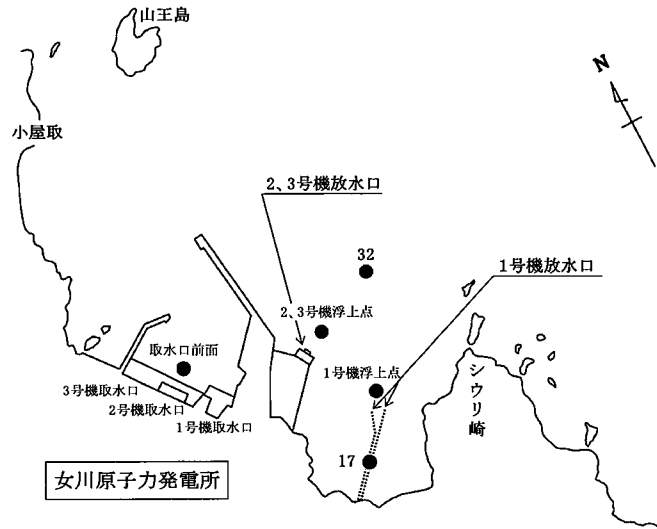 山王島
N
小屋取
2、3号機放水口
32
1号機放水口
2、3号機浮上点
取水口前面
1号機浮上点
3号機取水口
2号機取水口
1号機取水口
シウリ崎
17
女川原子力発電所